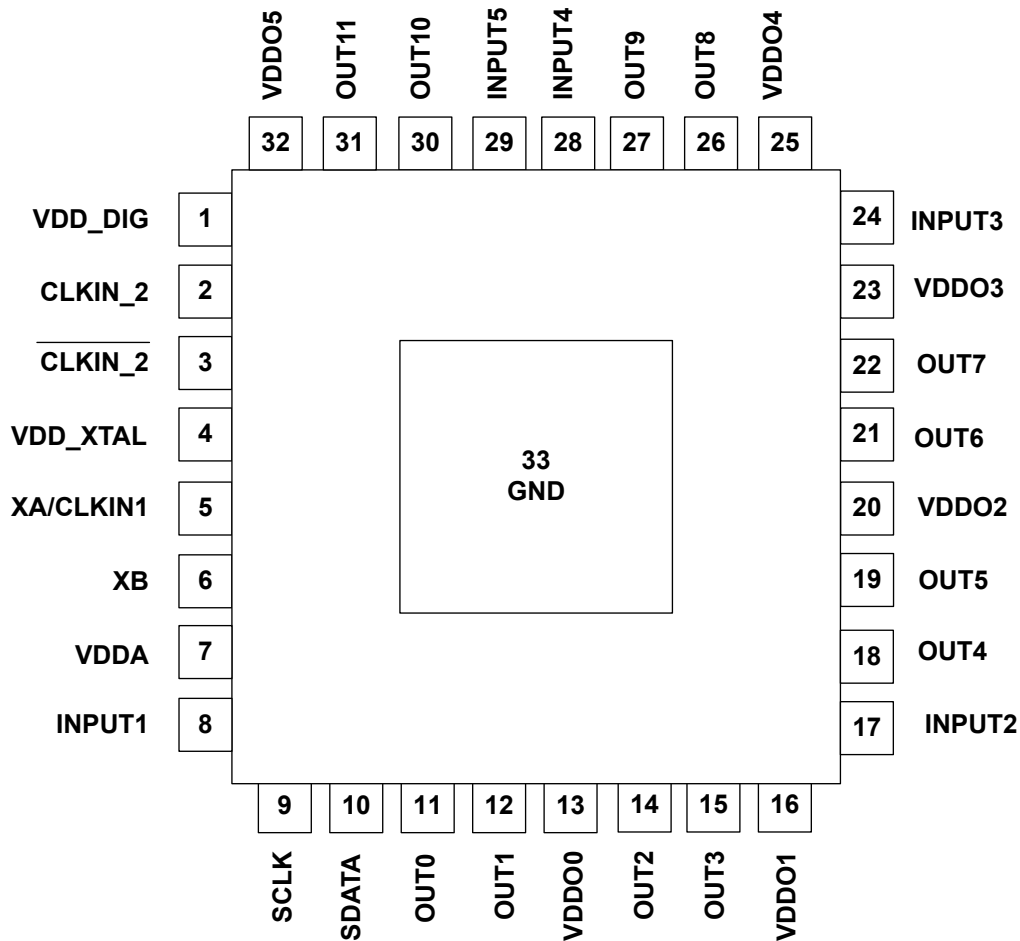 VDDO5
OUT11
OUT10
INPUT5
INPUT4
OUT9
OUT8
VDDO4
32 31 30 29 28 27 26 25
VDD_DIG 1
CLKIN_2 2
CLKIN_2 3
VDD_XTAL 4
XA/CLKIN1 5
XB 6
VDDA 7
INPUT1 8
33
GND
24 INPUT3
23 VDDO3
22 OUT7
21 OUT6
20 VDDO2
19 OUT5
18 OUT4
17 INPUT2
9 10 11 12 13 14 15 16
SCLK
SDATA
OUT0
OUT1
VDDO0
OUT2
OUT3
VDDO1